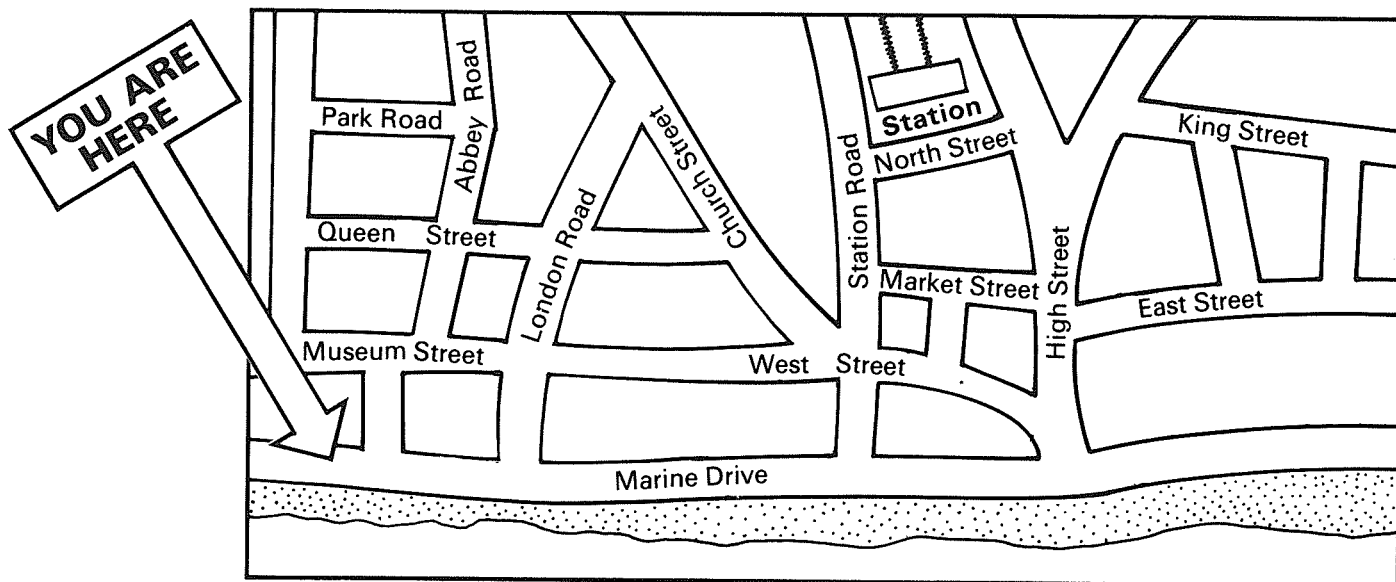 YOU ARE
HERE
Park Road
Abbey Road
Queen Street
Museum Street
London Road
Church Street
Station Road
Station
North Street
King Street
Market Street
High Street
East Street
West Street
Marine Drive